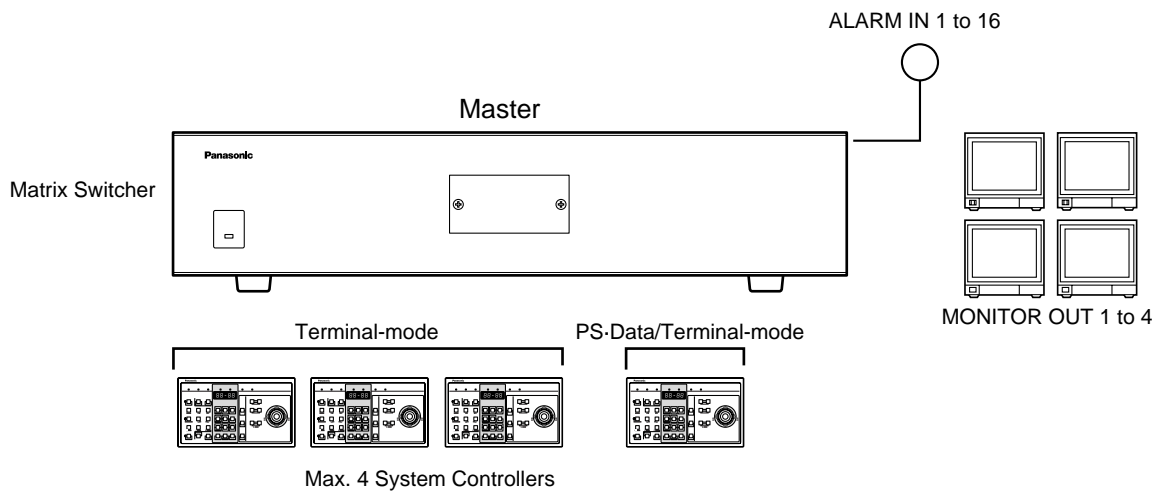 ALARM IN 1 to 16
Master
Panasonic
Matrix Switcher
MONITOR OUT 1 to 4
Terminal-mode
PS·Data/Terminal-mode
Max. 4 System Controllers